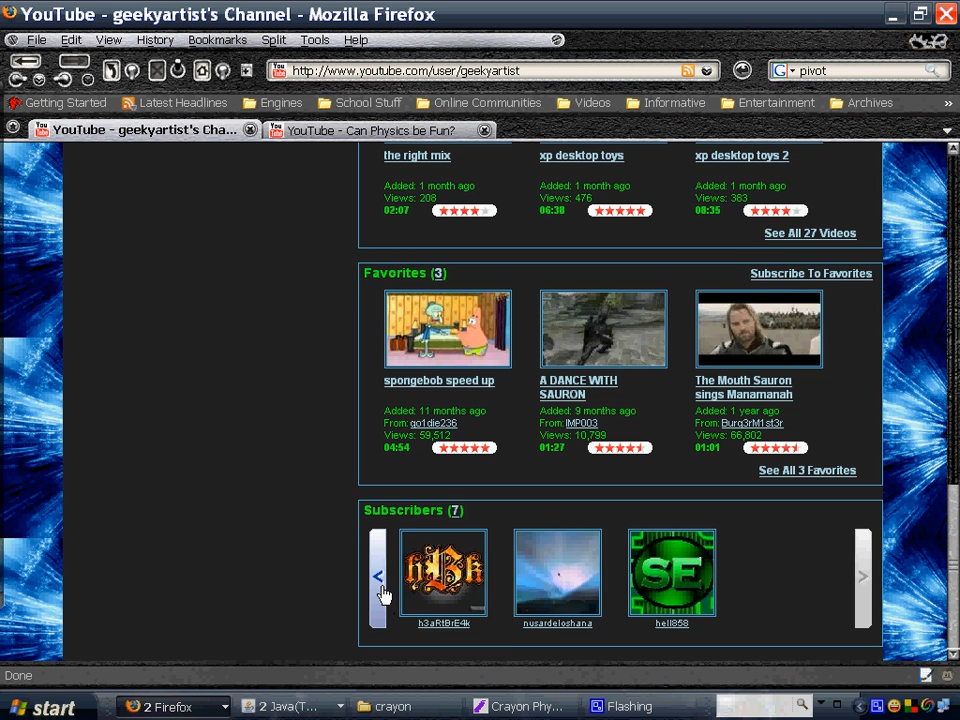 YouTube - geekyartist's Channel - Mozilla Firefox
File Edit View History Bookmarks Split Tools Help
http://www.youtube.com/user/geekyartist
G pivot
Getting Started Latest Headlines Engines School Stuff Online Communities Videos Informative Entertainment Archives »
YouTube - geekyartist's Cha... YouTube - Can Physics be Fun?
the right mix xp desktop toys xp desktop toys 2
Added: 1 month ago Added: 1 month ago Added: 1 month ago
Views: 208 Views: 476 Views: 383
02:07 06:38 08:35
See All 27 Videos
Favorites (3) Subscribe To Favorites
spongebob speed up A DANCE WITH The Mouth Sauron
SAURON sings Manamanah
Added: 11 months ago Added: 9 months ago Added: 1 year ago
From: go1die236 From: IMP003 From: Burg3rM1st3r
Views: 59,512 Views: 10,799 Views: 66,802
04:54 01:27 01:01
See All 3 Favorites
Subscribers (7)
< hBk SE >
h3aRtBrE4k nusardeloshana hell858
Done
start 2 Firefox 2 Java(T... crayon Crayon Phy... Flashing